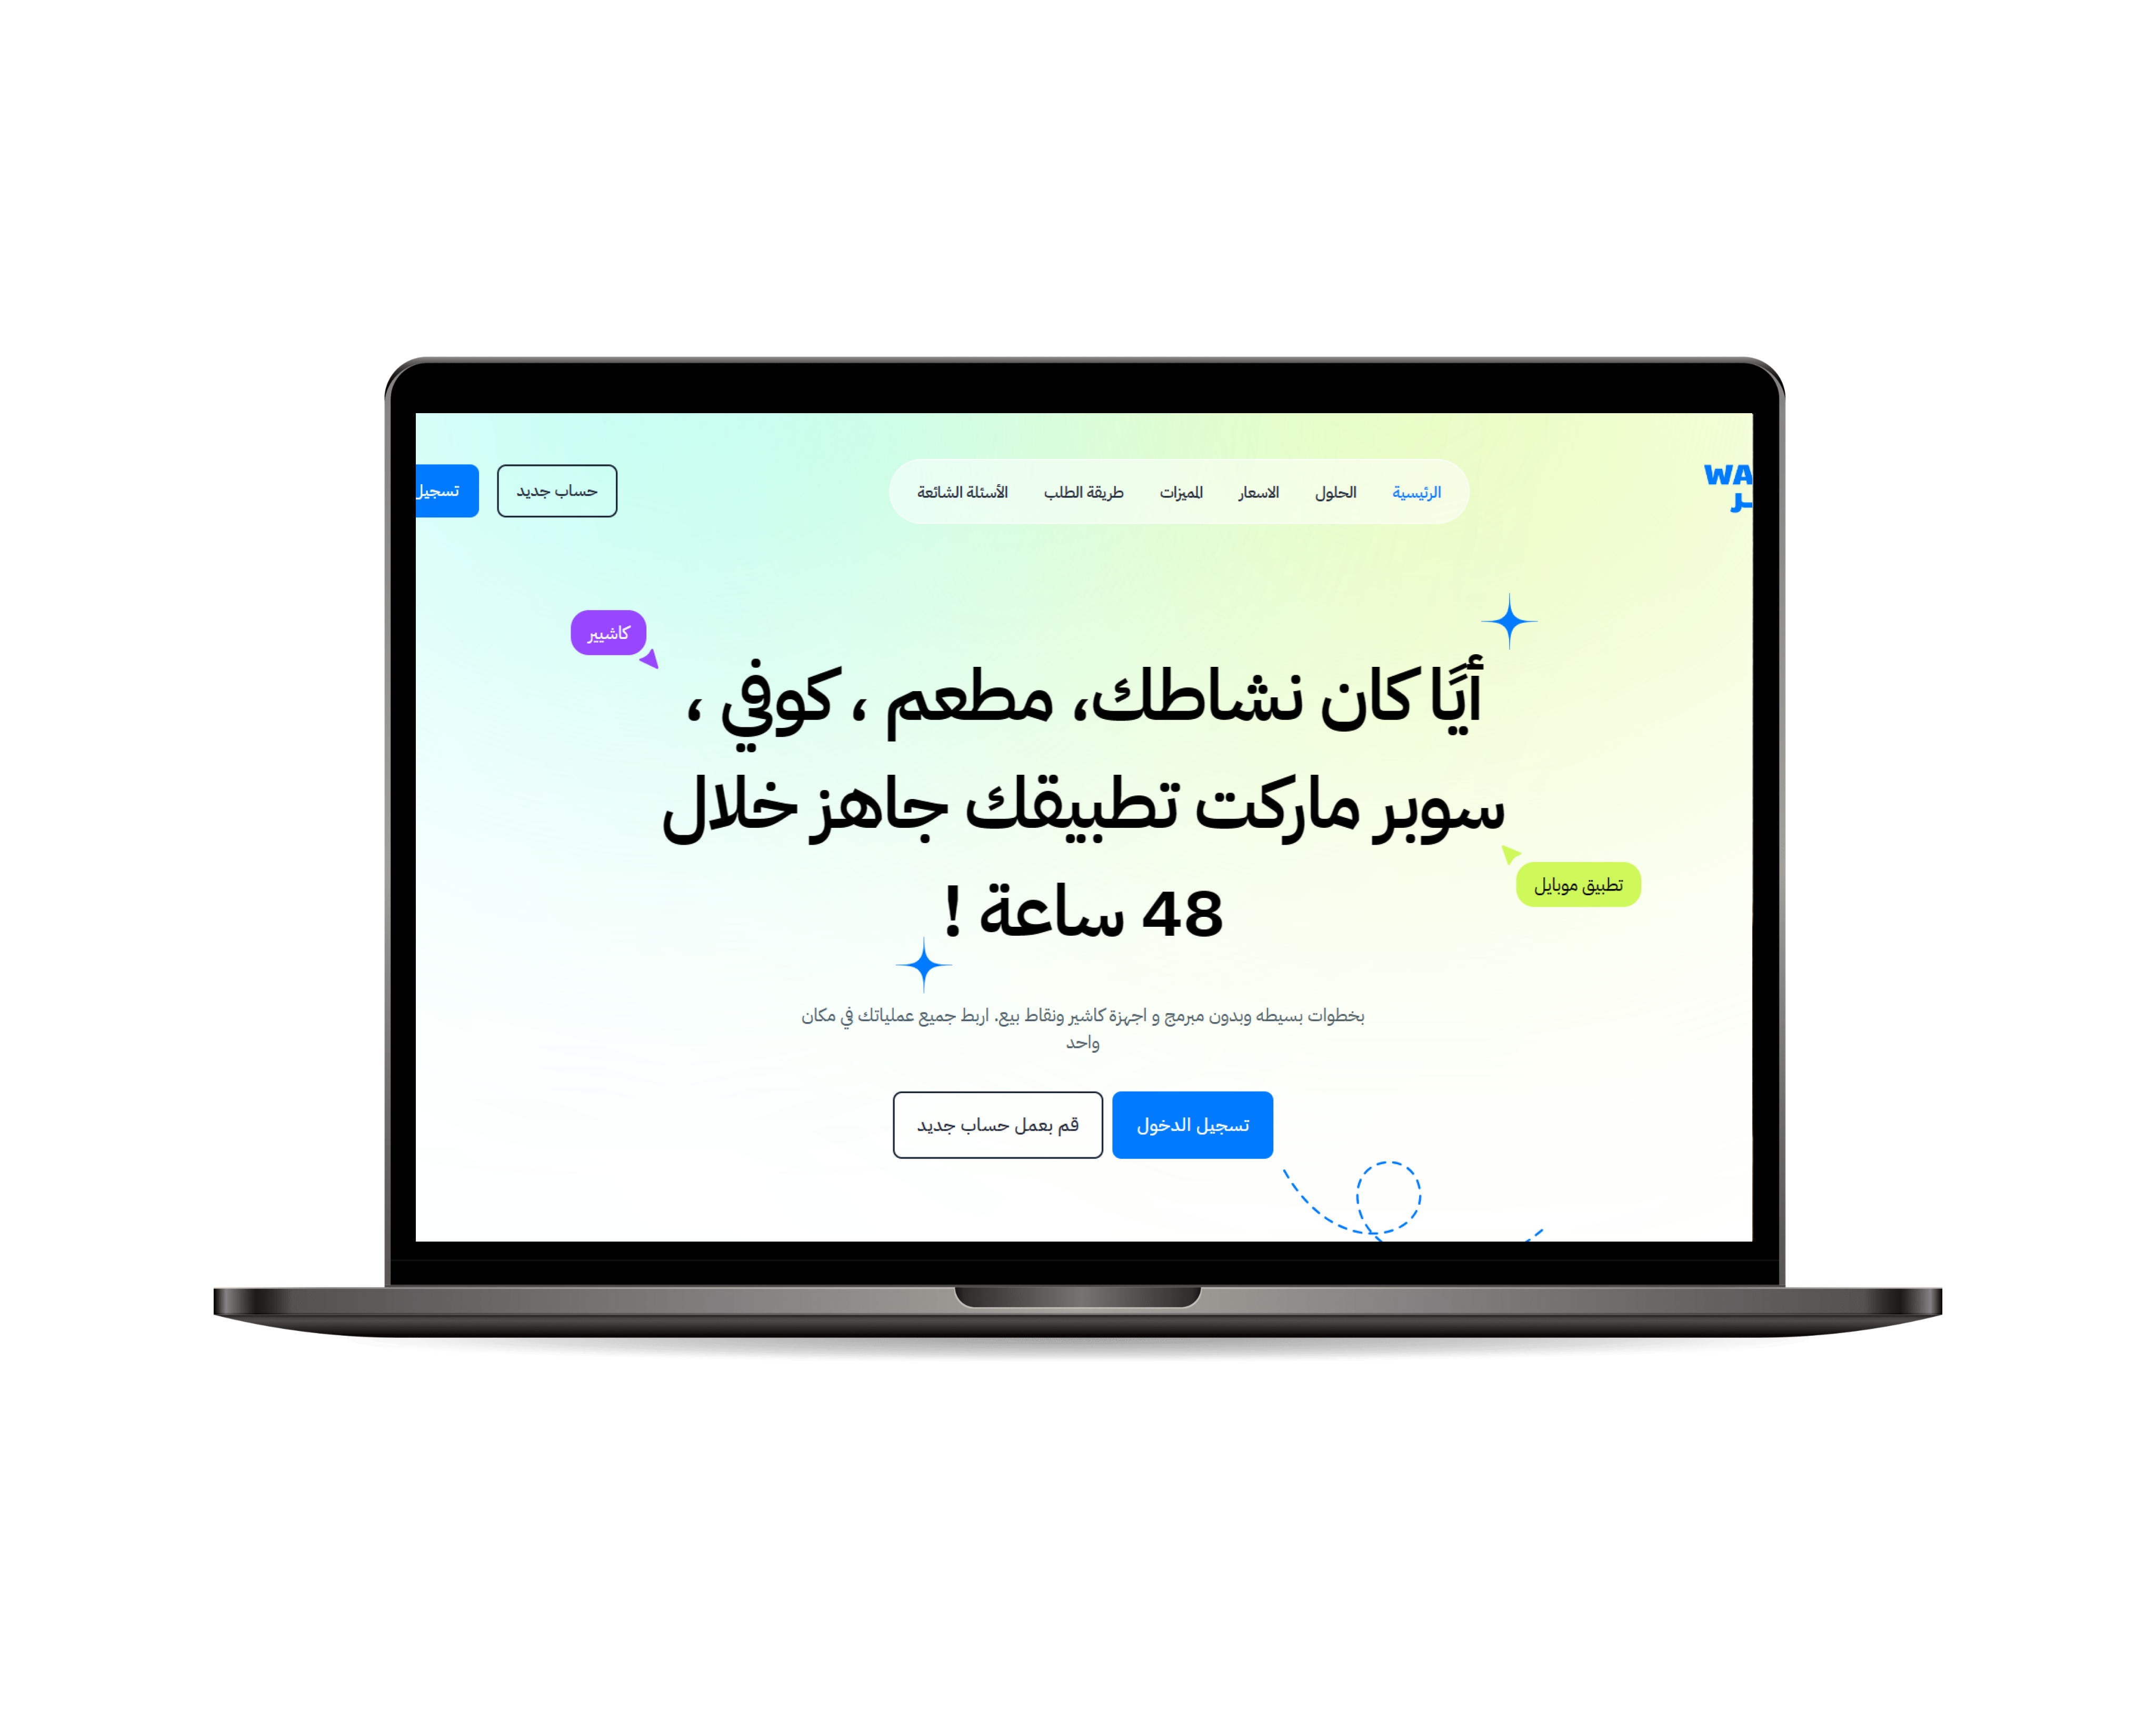 WA
الرئيسية الحلول الاسعار المميزات طريقة الطلب الأسئلة الشائعة
حساب جديد
تسجيل
كاشيير
أيًا كان نشاطك، مطعم ، كوفي ،
سوبر ماركت تطبيقك جاهز خلال
48 ساعة !
تطبيق موبايل
بخطوات بسيطه وبدون مبرمج و اجهزة كاشير ونقاط بيع. اربط جميع عملياتك في مكان
واحد
تسجيل الدخول
قم بعمل حساب جديد